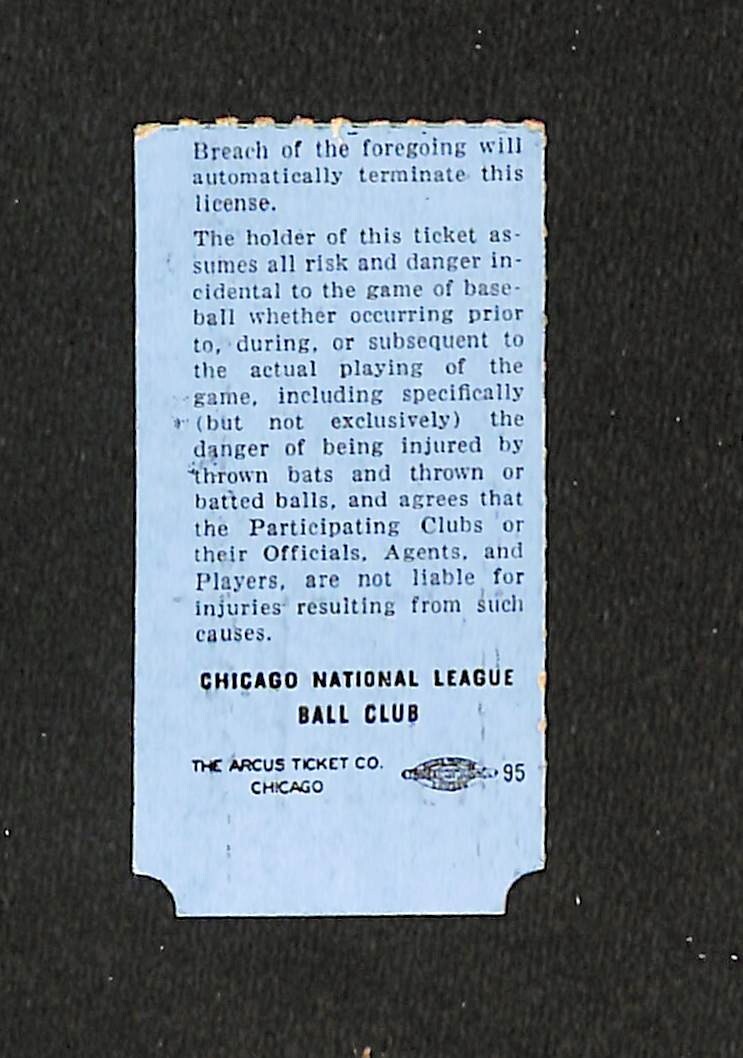 Breach of the foregoing will
automatically terminate this
license.
The holder of this ticket as-
sumes all risk and danger in-
cidental to the game of base-
ball whether occurring prior
to, during, or subsequent to
the actual playing of the
game, including specifically
(but not exclusively) the
danger of being injured by
thrown bats and thrown or
batted balls, and agrees that
the Participating Clubs or
their Officials, Agents, and
Players, are not liable for
injuries resulting from such
causes.
CHICAGO NATIONAL LEAGUE
BALL CLUB
THE ARCUS TICKET CO.
CHICAGO
95